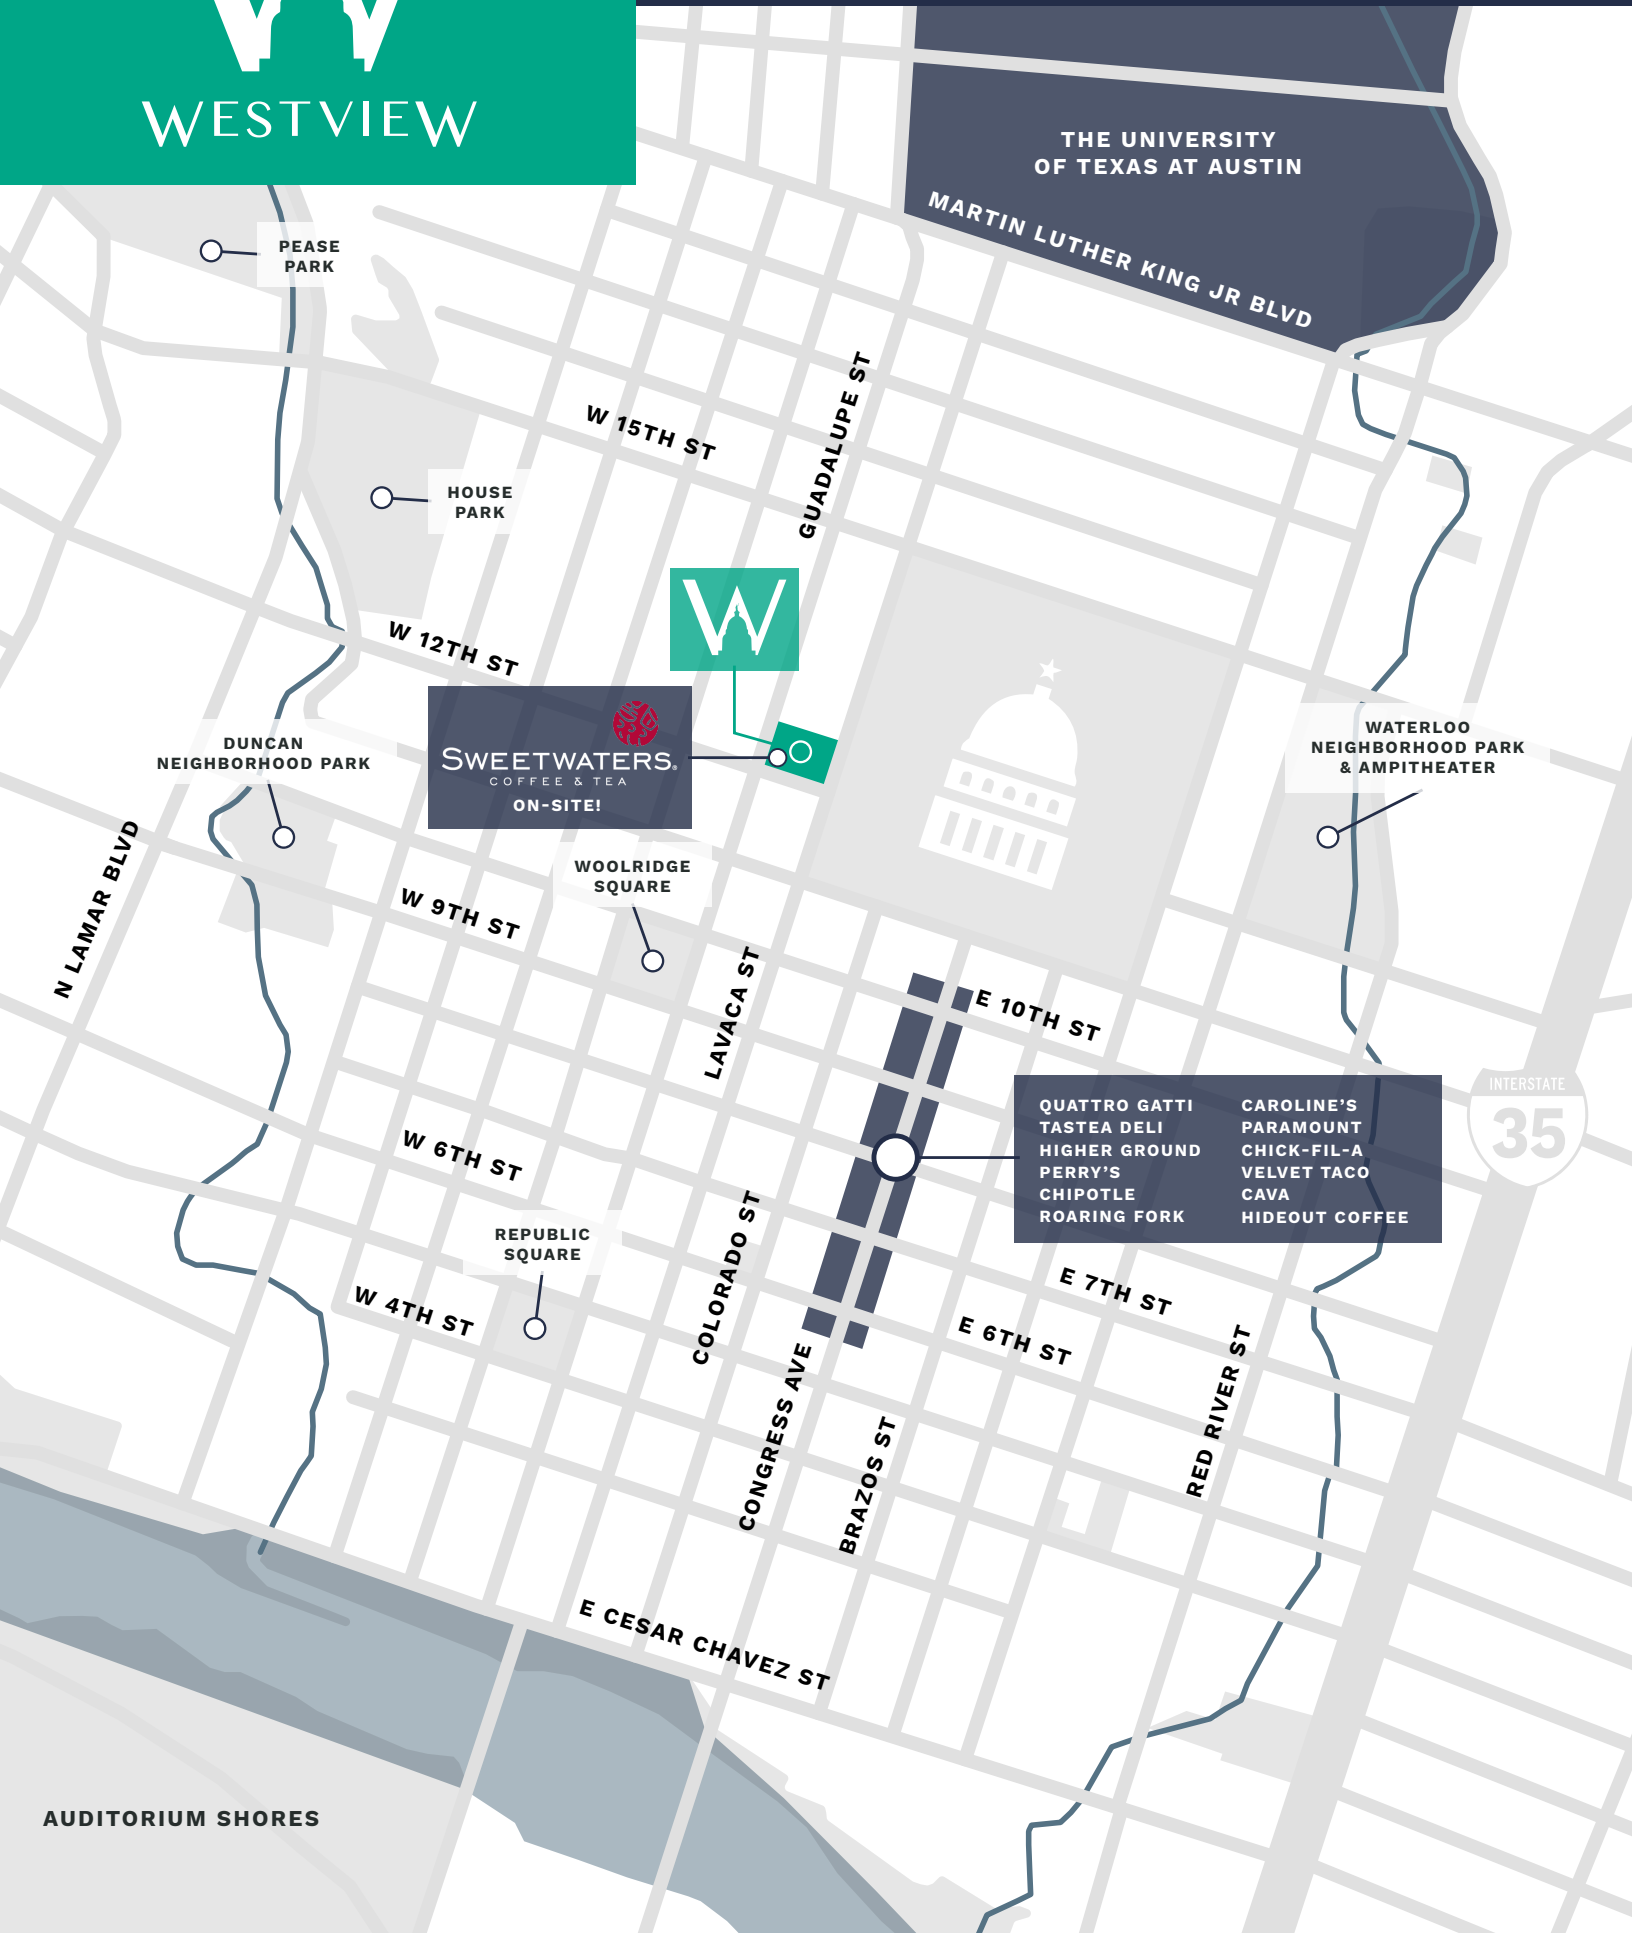 WESTVIEW
THE UNIVERSITY
OF TEXAS AT AUSTIN
MARTIN LUTHER KING JR BLVD
PEASE
PARK
W 15TH ST
GUADALUPE ST
HOUSE
PARK
W
W 12TH ST
SWEETWATERS®
COFFEE & TEA
ON-SITE!
DUNCAN
NEIGHBORHOOD PARK
WATERLOO
NEIGHBORHOOD PARK
& AMPITHEATER
N LAMAR BLVD
WOOLRIDGE
SQUARE
W 9TH ST
LAVACA ST
E 10TH ST
QUATTRO GATTI
TASTEA DELI
HIGHER GROUND
PERRY'S
CHIPOTLE
ROARING FORK
CAROLINE'S
PARAMOUNT
CHICK-FIL-A
VELVET TACO
CAVA
HIDEOUT COFFEE
INTERSTATE
35
W 6TH ST
COLORADO ST
REPUBLIC
SQUARE
W 4TH ST
E 7TH ST
E 6TH ST
CONGRESS AVE
BRAZOS ST
RED RIVER ST
E CESAR CHAVEZ ST
AUDITORIUM SHORES